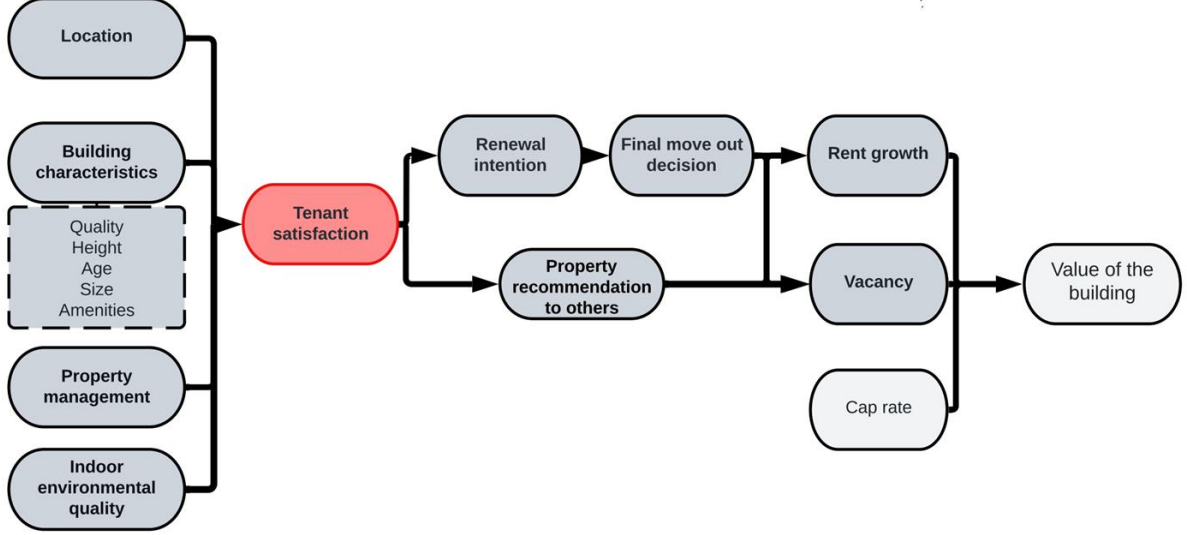 Location
Building
characteristics
Quality
Height
Age
Size
Amenities
Property
management
Indoor
environmental
quality
Tenant
satisfaction
Renewal
intention
Final move out
decision
Property
recommendation
to others
Rent growth
Vacancy
Cap rate
Value of the
building